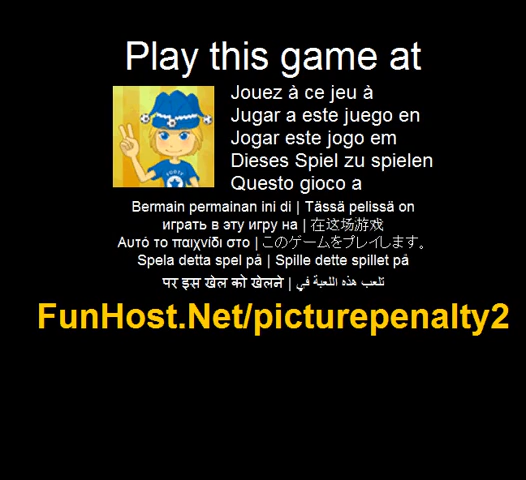 Play this game at
Jouez à ce jeu à
Jugar a este juego en
Jogar este jogo em
Dieses Spiel zu spielen
Questo gioco a
Bermain permainan ini di | Tässä pelissä on
играть в эту игру на | 在这场游戏
Αυτό το παιχνίδι στο | このゲームをプレイします。
Spela detta spel på | Spille dette spillet på
पर इस खेल को खेलने | تلعب هذه اللعبة في
FunHost.Net/picturepenalty2